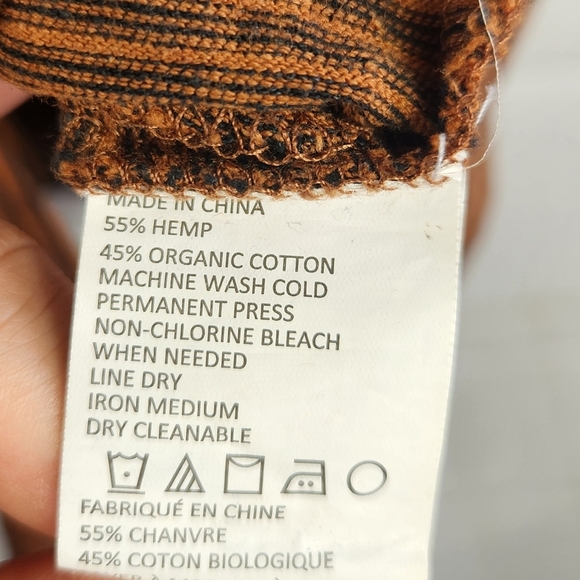 MADE IN CHINA
55% HEMP
45% ORGANIC COTTON
MACHINE WASH COLD
PERMANENT PRESS
NON-CHLORINE BLEACH
WHEN NEEDED
LINE DRY
IRON MEDIUM
DRY CLEANABLE
FABRIQUÉ EN CHINE
55% CHANVRE
45% COTON BIOLOGIQUE